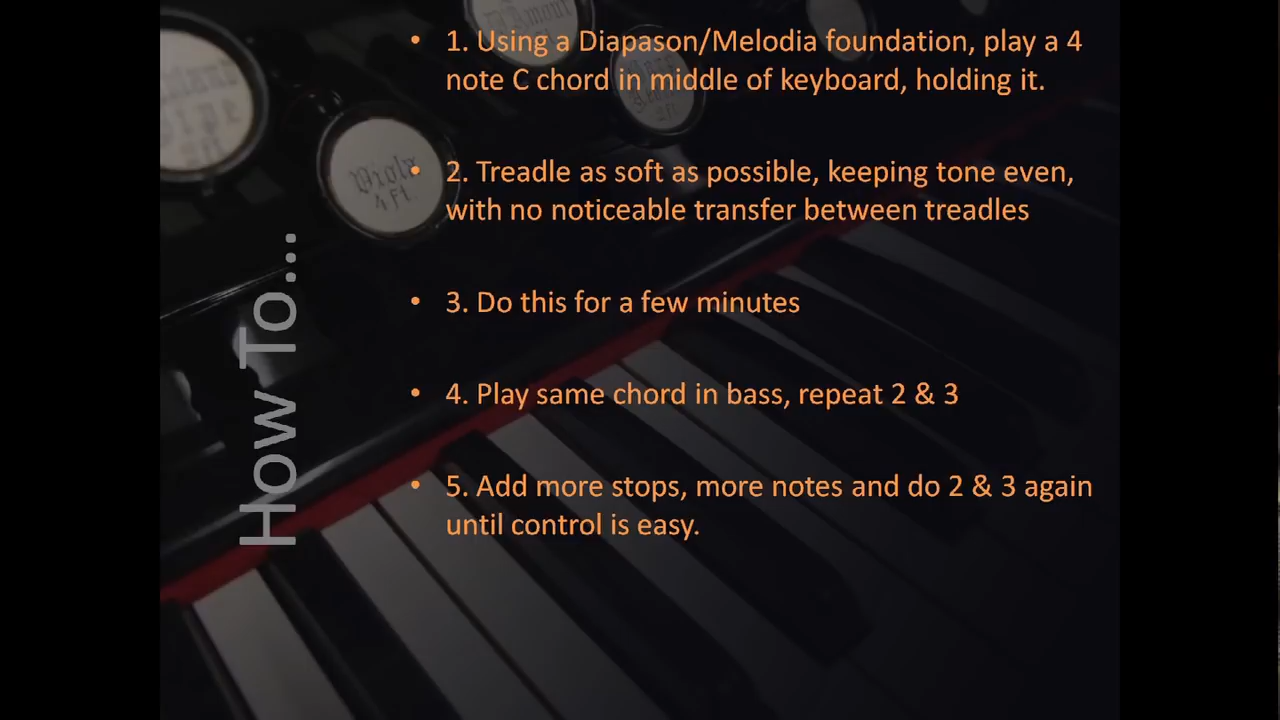 How To...
• 1. Using a Diapason/Melodia foundation, play a 4
note C chord in middle of keyboard, holding it.
• 2. Treadle as soft as possible, keeping tone even,
with no noticeable transfer between treadles
• 3. Do this for a few minutes
• 4. Play same chord in bass, repeat 2 & 3
• 5. Add more stops, more notes and do 2 & 3 again
until control is easy.
Viola
4 ft.